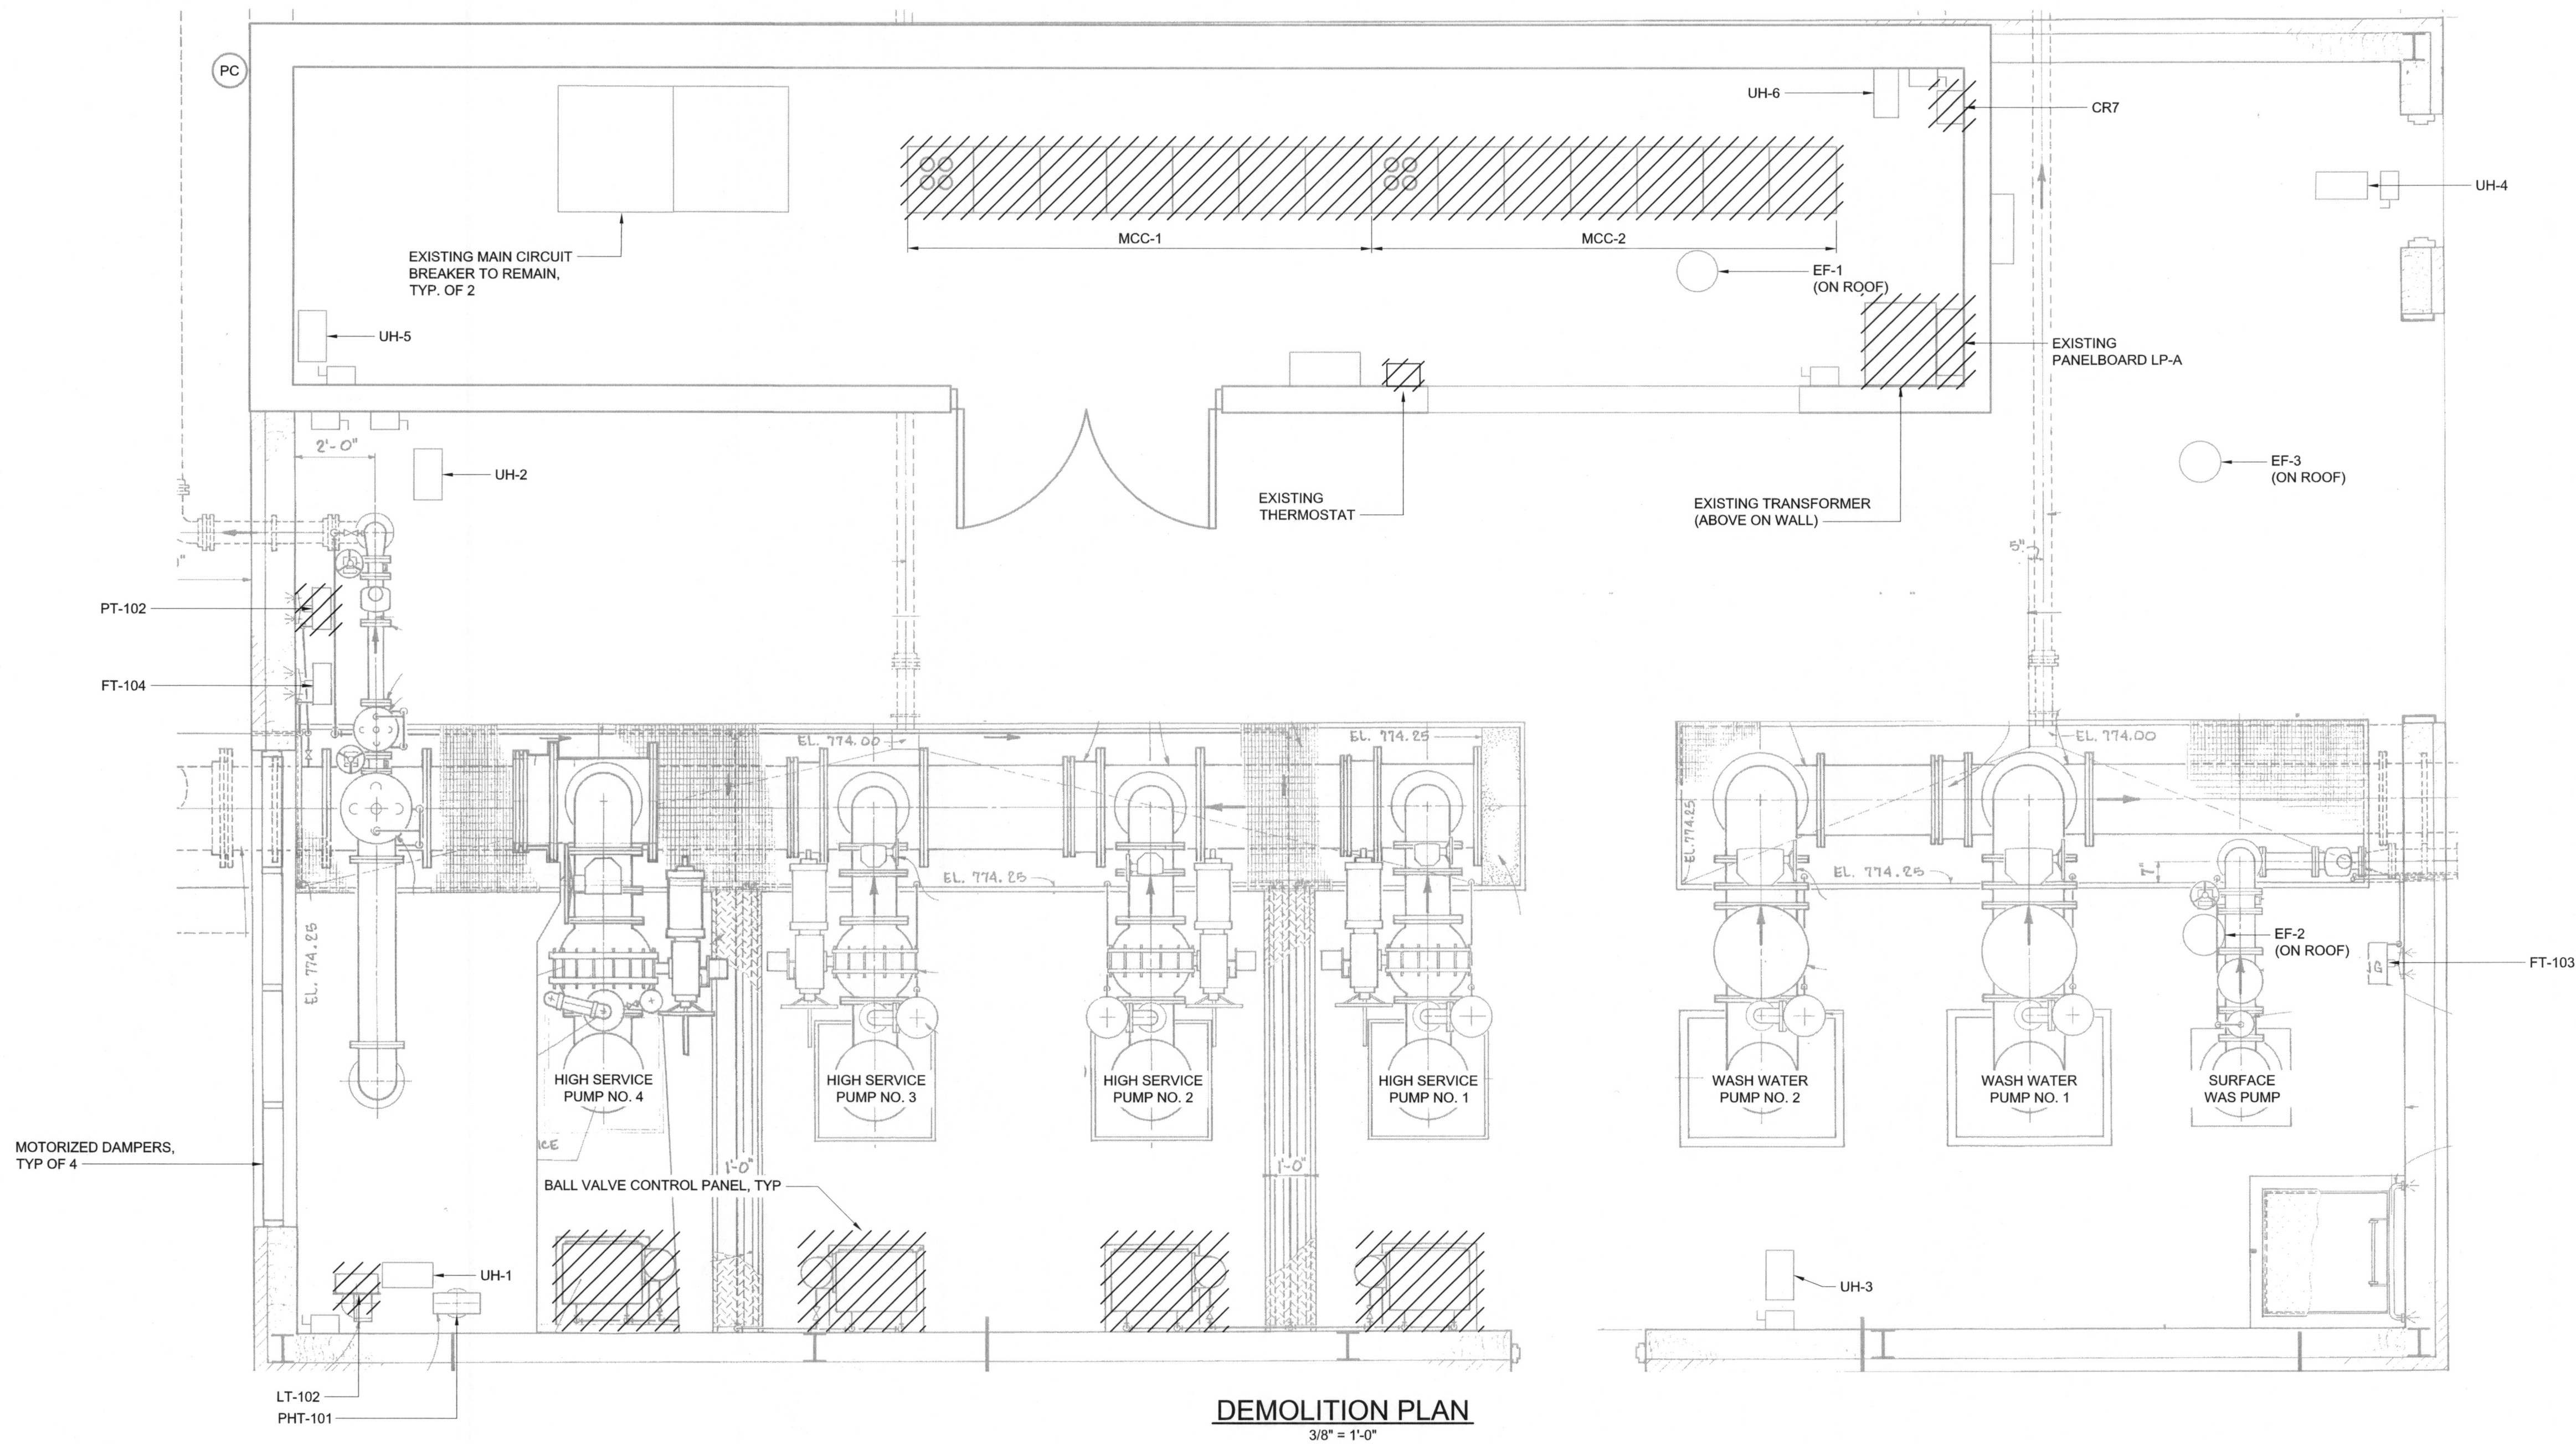 PC
UH-6
CR7
UH-4
MCC-1
MCC-2
EXISTING MAIN CIRCUIT
BREAKER TO REMAIN,
TYP. OF 2
EF-1
(ON ROOF)
UH-5
EXISTING
PANELBOARD LP-A
2'-0"
UH-2
EF-3
(ON ROOF)
EXISTING
THERMOSTAT
EXISTING TRANSFORMER
(ABOVE ON WALL)
5"
PT-102
FT-104
EL. 774.00
EL. 774.25
EL. 774.00
EL. 774.25
EL. 774.25
EL. 774.25
7"
EL. 774.25
EF-2
(ON ROOF)
FT-103
HIGH SERVICE
PUMP NO. 4
HIGH SERVICE
PUMP NO. 3
HIGH SERVICE
PUMP NO. 2
HIGH SERVICE
PUMP NO. 1
WASH WATER
PUMP NO. 2
WASH WATER
PUMP NO. 1
SURFACE
WAS PUMP
MOTORIZED DAMPERS,
TYP OF 4
ICE
1'-0"
1'-0"
BALL VALVE CONTROL PANEL, TYP
UH-1
UH-3
LT-102
PHT-101
DEMOLITION PLAN
3/8" = 1'-0"